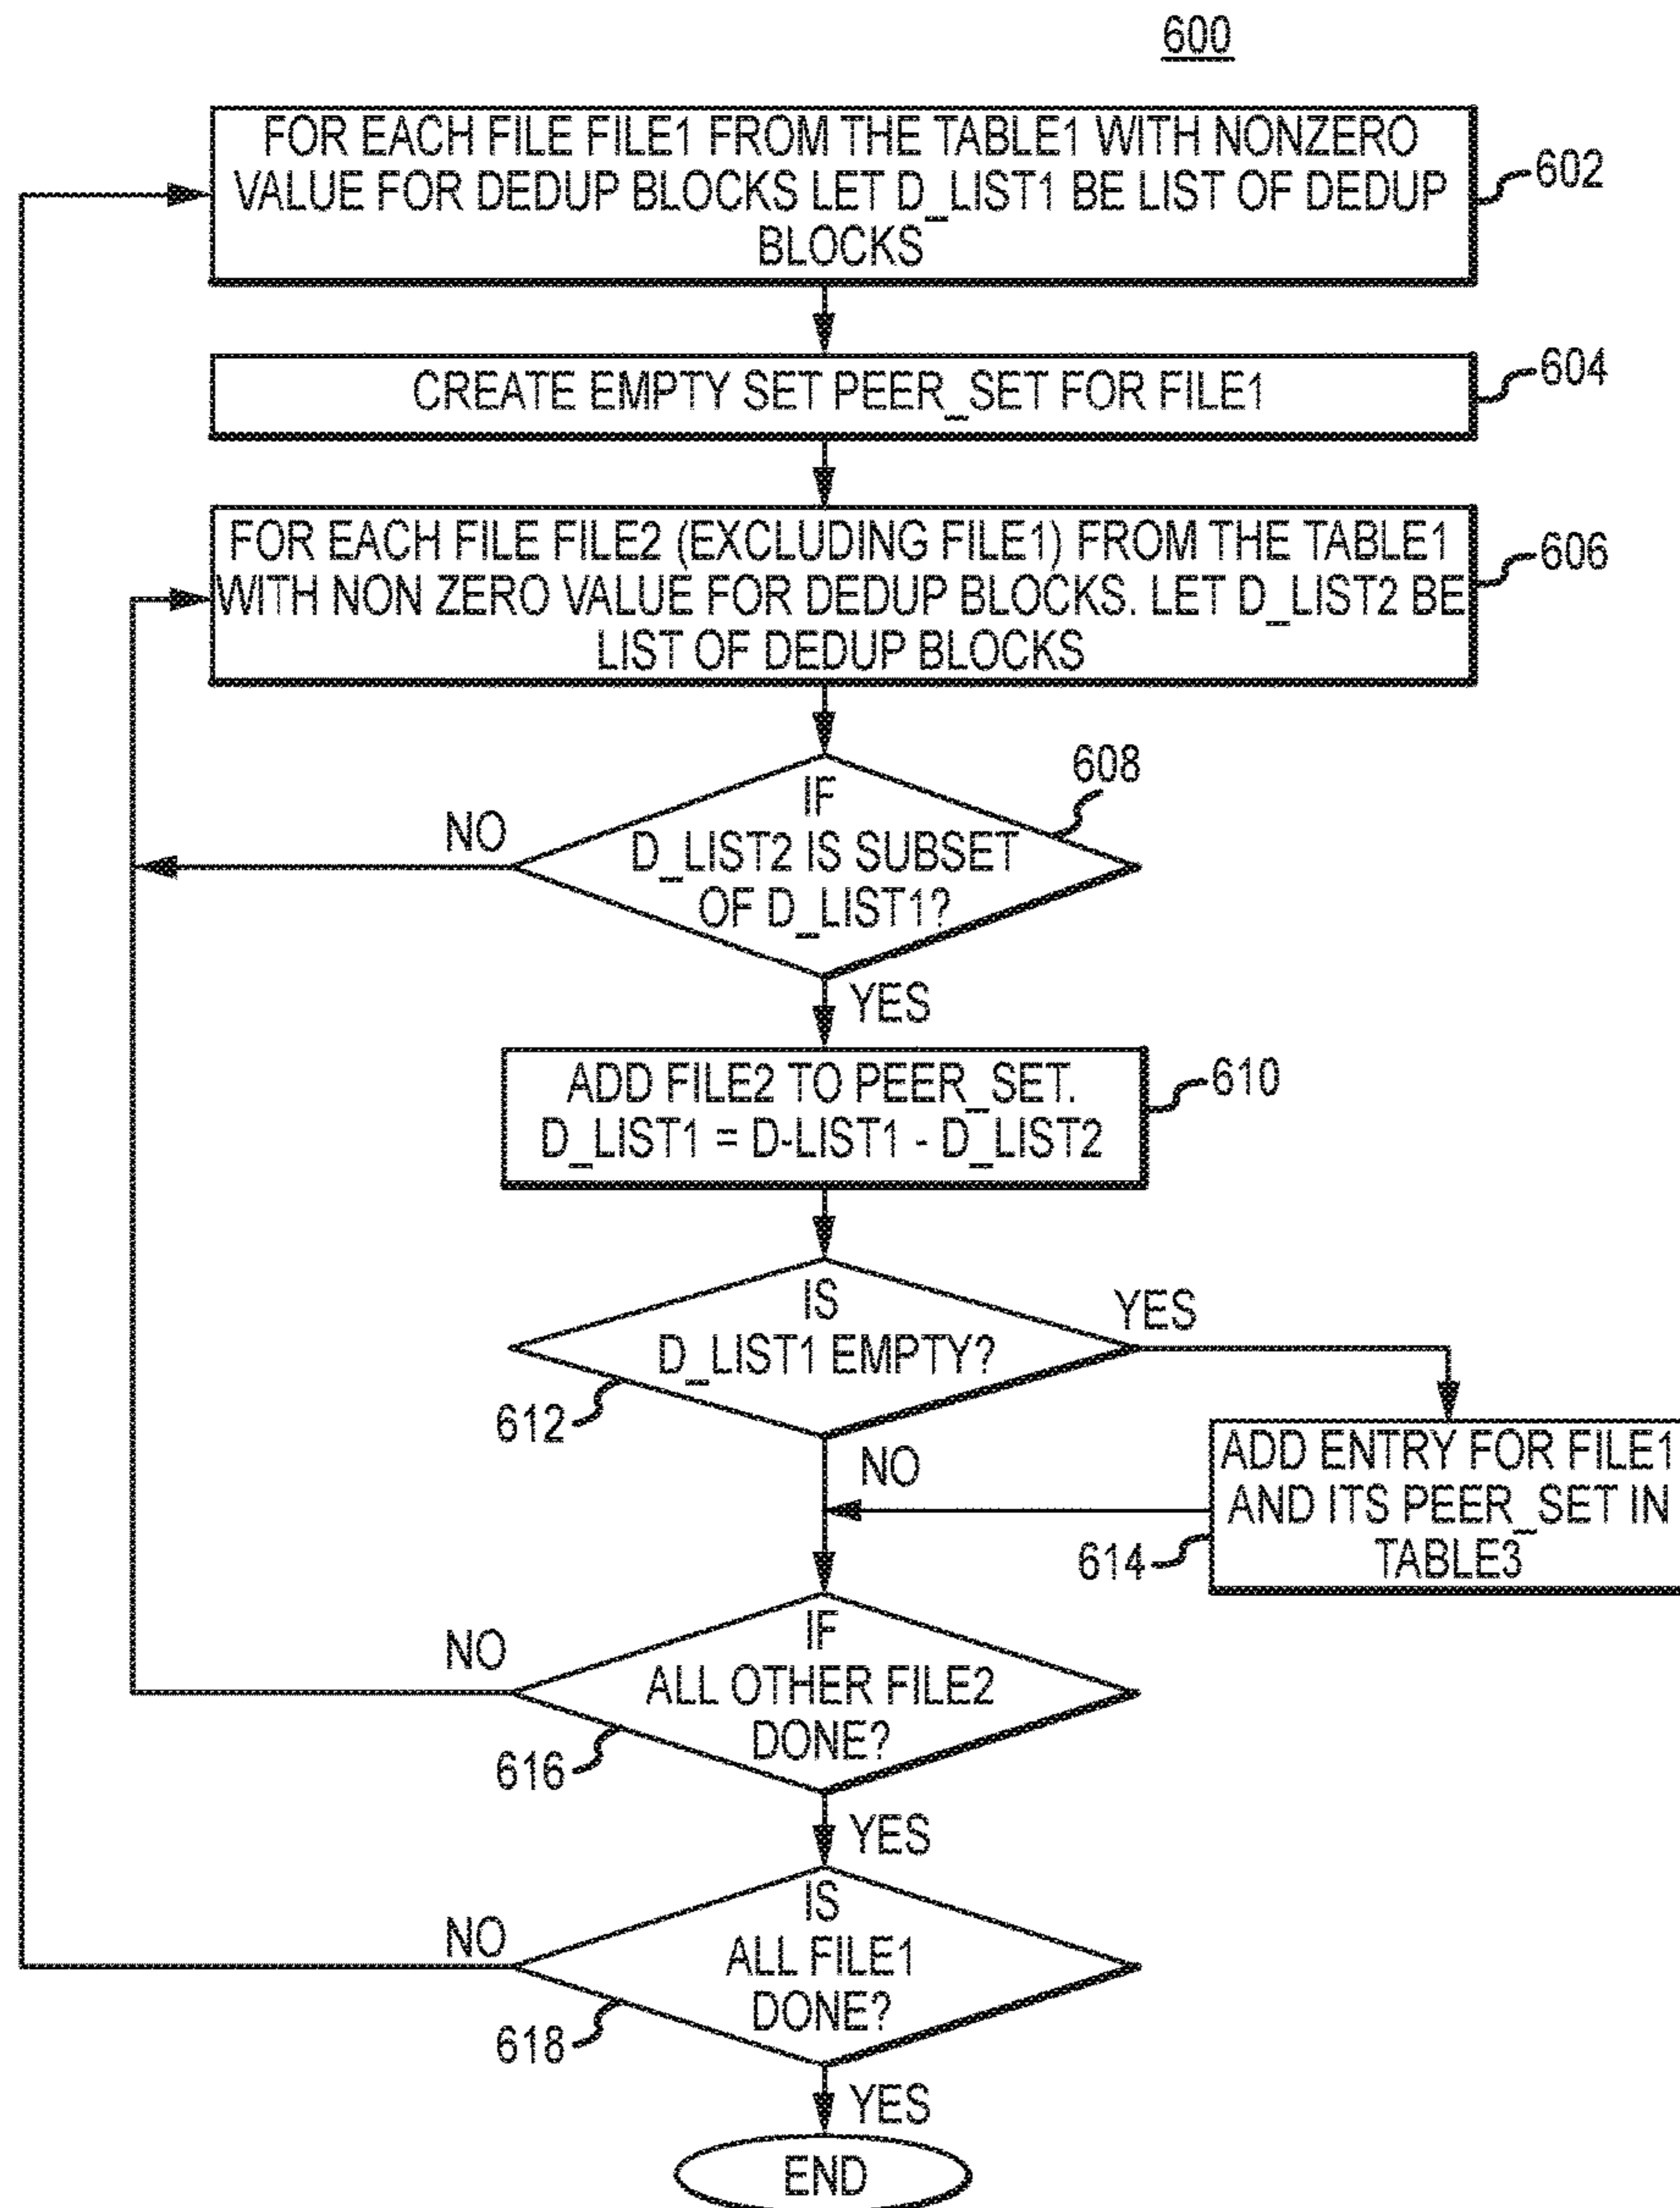 600
FOR EACH FILE FILE1 FROM THE TABLE1 WITH NONZERO
VALUE FOR DEDUP BLOCKS LET D_LIST1 BE LIST OF DEDUP
BLOCKS
602
CREATE EMPTY SET PEER_SET FOR FILE1
604
FOR EACH FILE FILE2 (EXCLUDING FILE1) FROM THE TABLE1
WITH NON ZERO VALUE FOR DEDUP BLOCKS. LET D_LIST2 BE
LIST OF DEDUP BLOCKS
606
IF
D_LIST2 IS SUBSET
OF D_LIST1?
608
NO
YES
ADD FILE2 TO PEER_SET.
D_LIST1 = D-LIST1 - D_LIST2
610
IS
D_LIST1 EMPTY?
YES
612
NO
ADD ENTRY FOR FILE1
AND ITS PEER_SET IN
TABLE3
614
IF
ALL OTHER FILE2
DONE?
NO
616
YES
IS
ALL FILE1
DONE?
NO
618
YES
END